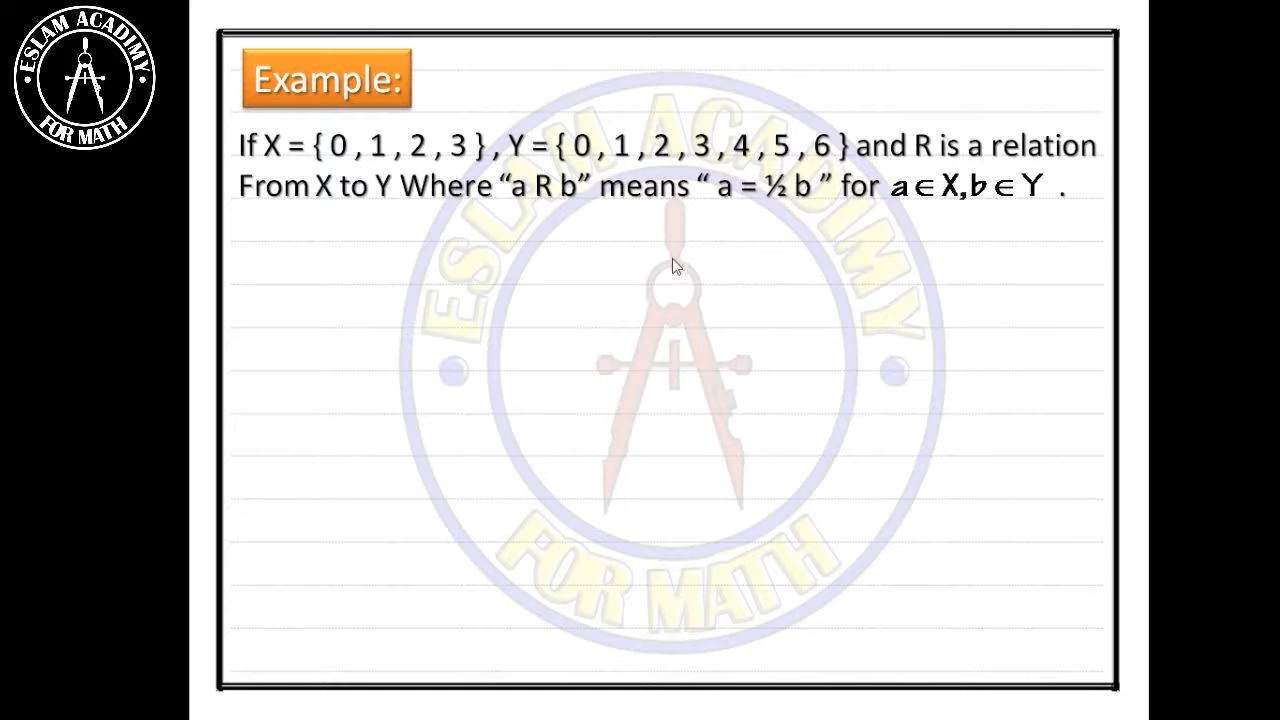 ESLAM ACADIMY
FOR MATH
Example:
If X = { 0 , 1 , 2 , 3 } , Y = { 0 , 1 , 2 , 3 , 4 , 5 , 6 } and R is a relation
From X to Y Where “a R b” means “ a = ½ b ” for a ∈ X, b ∈ Y .
ESLAM ACADIMY
FOR MATH